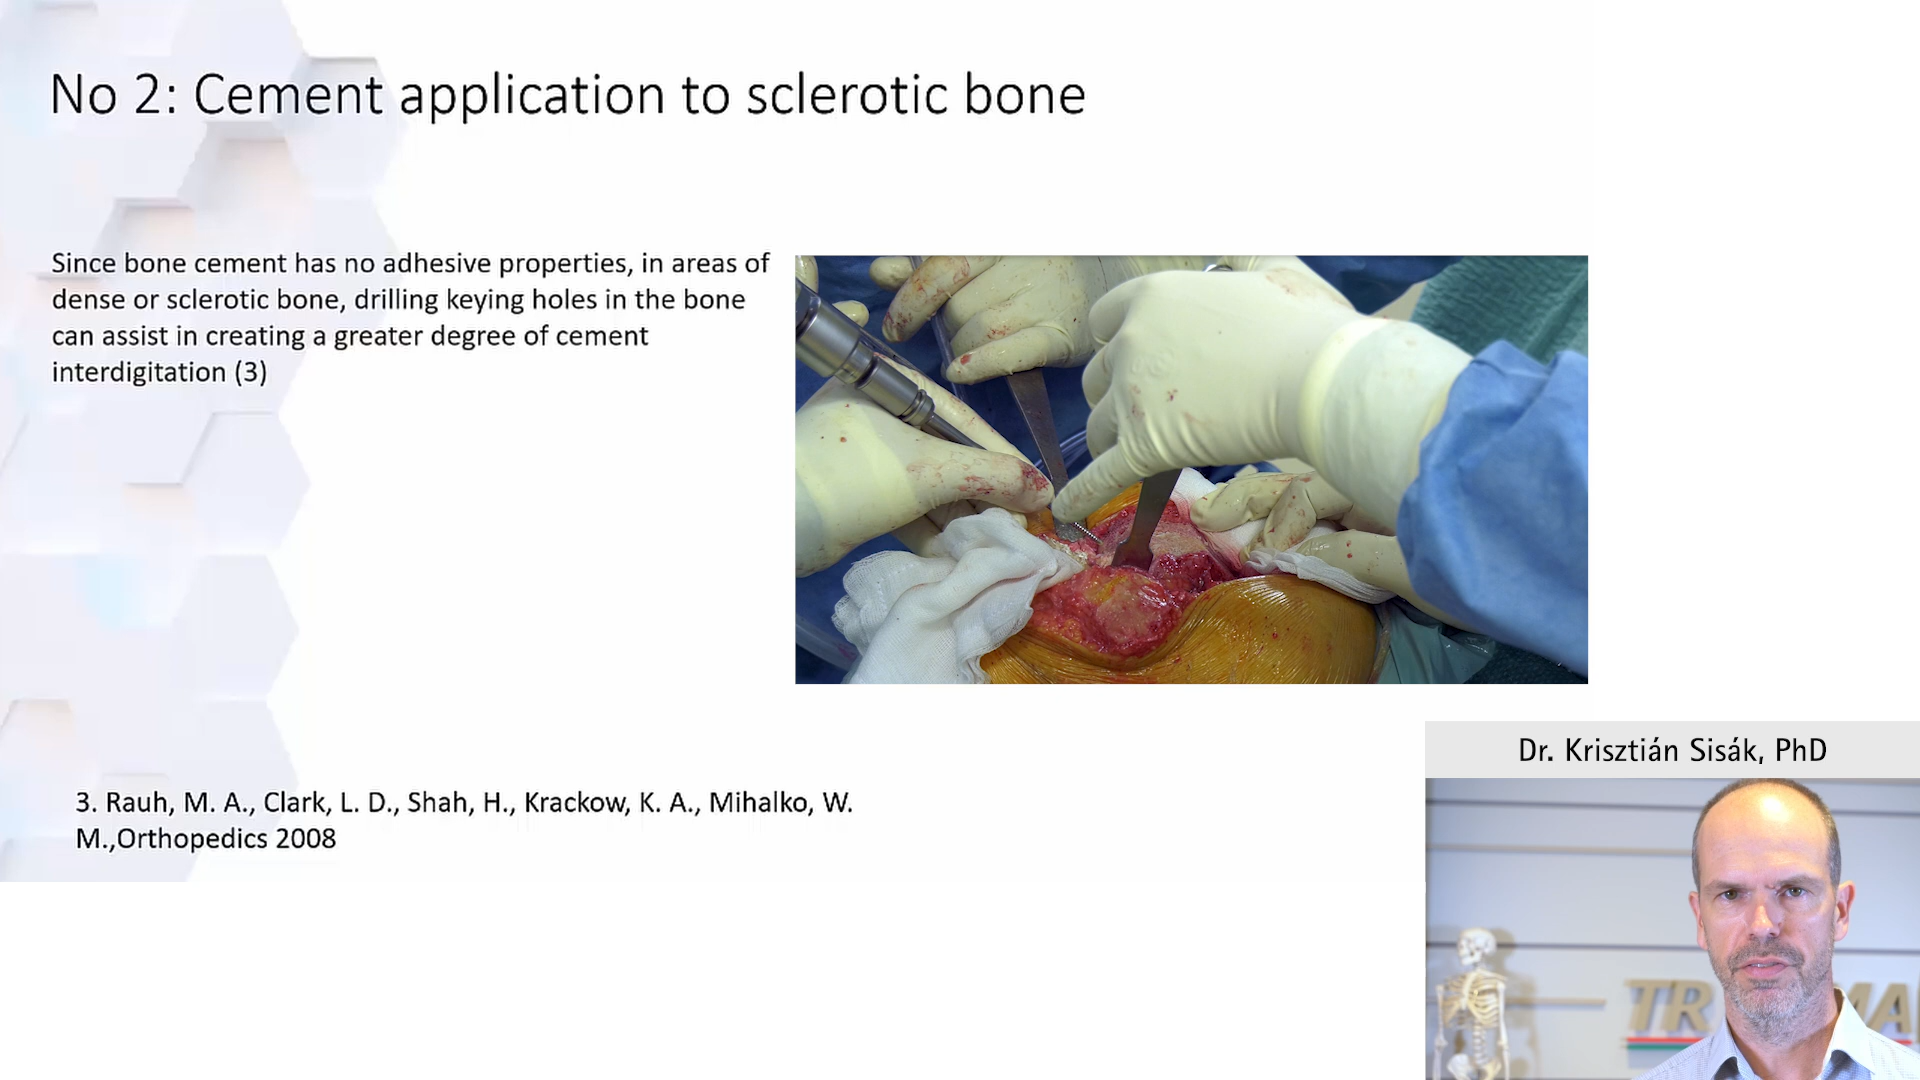 No 2: Cement application to sclerotic bone
Since bone cement has no adhesive properties, in areas of
dense or sclerotic bone, drilling keying holes in the bone
can assist in creating a greater degree of cement
interdigitation (3)
3. Rauh, M. A., Clark, L. D., Shah, H., Krackow, K. A., Mihalko, W.
M.,Orthopedics 2008
Dr. Krisztián Sisák, PhD